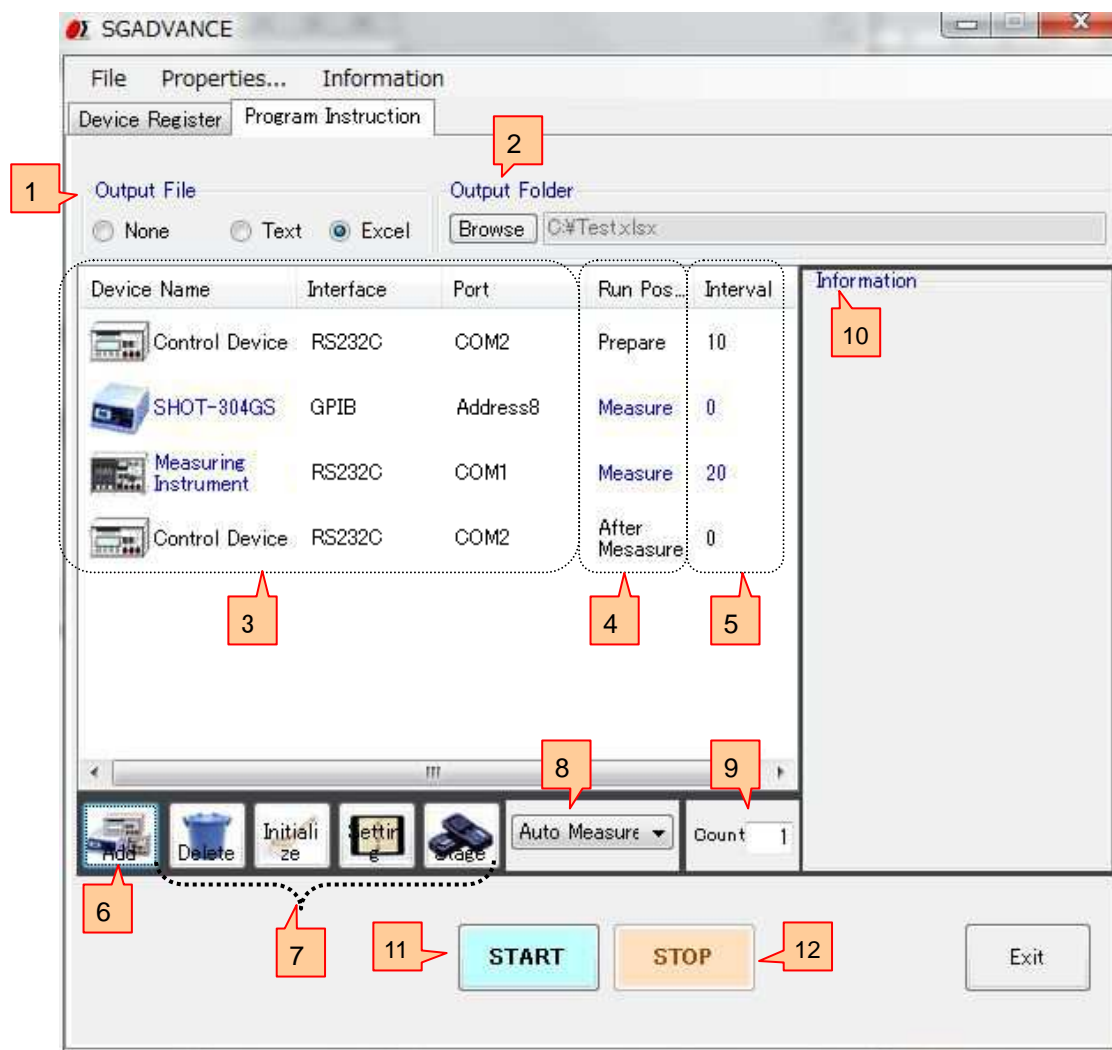 SGADVANCE
File Properties... Information
Device Register Program Instruction
2
1
Output File
Output Folder
None Text Excel
Browse C:¥Test.xlsx
Device Name Interface Port Run Pos... Interval
Information
10
Control Device RS232C COM2 Prepare 10
SHOT-304GS GPIB Address8 Measure 0
Measuring
Instrument RS232C COM1 Measure 20
Control Device RS232C COM2 After
Mesasure 0
3 4 5
8 9
Add Delete Initiali
ze Settin
g Stage Auto Measure Count 1
6
7
11 START STOP 12 Exit